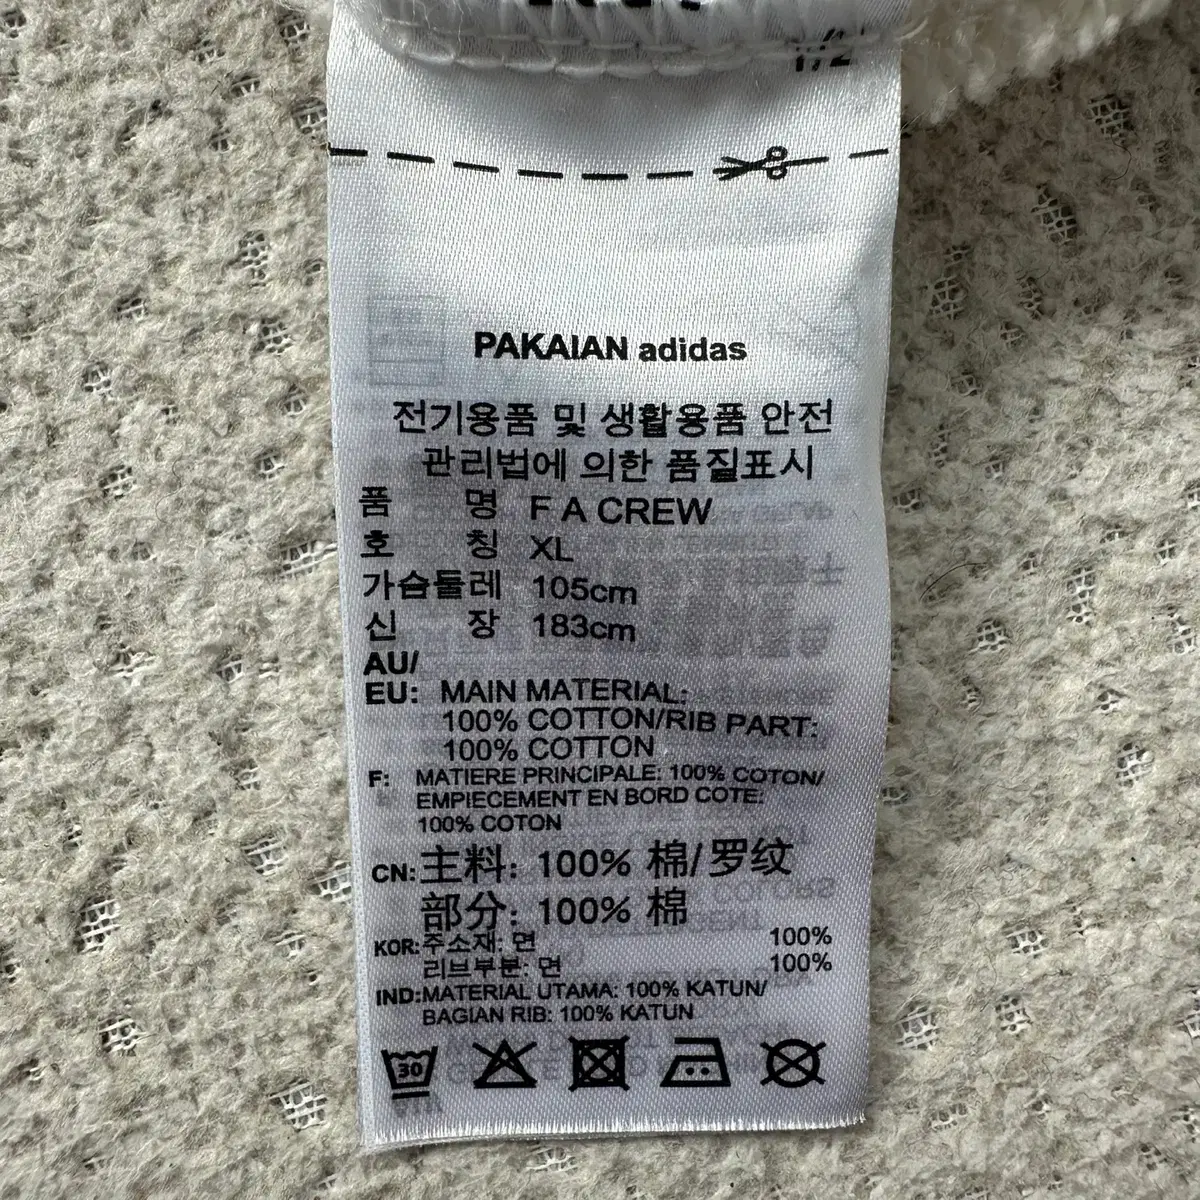 PAKAIAN adidas
전기용품 및 생활용품 안전
관리법에 의한 품질표시
품 명 F A CREW
호 칭 XL
가슴둘레 105cm
신 장 183cm
AU/
EU: MAIN MATERIAL:
100% COTTON/RIB PART:
100% COTTON
F: MATIERE PRINCIPALE: 100% COTON/
EMPIECEMENT EN BORD COTE:
100% COTON
CN: 主料: 100% 棉/罗纹
部分: 100% 棉
KOR: 주소재: 면 100%
리브부분: 면 100%
IND: MATERIAL UTAMA: 100% KATUN/
BAGIAN RIB: 100% KATUN
30